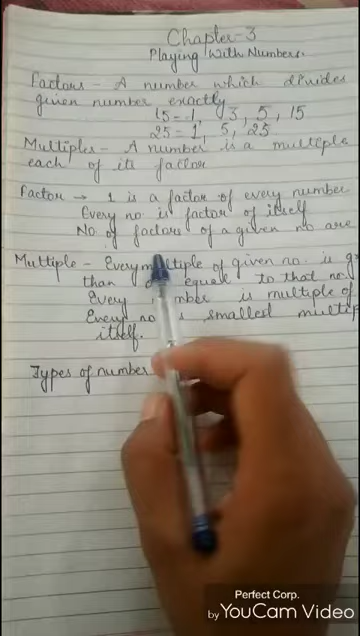 Chapter-3
Playing With Numbers.
Factors - A number which divides
given number exactly
15 = 1, 3, 5, 15
25 = 1, 5, 25
Multiples - A number is a multiple
each of its factor
Factor → 1 is a factor of every number
Every no is factor of itself
No of factors of a given no are
Multiple - Every multiple of given no. is
than equal to that no.
Every is multiple of
Every no smallest
itself.
Types of number
Perfect Corp.
by YouCam Video